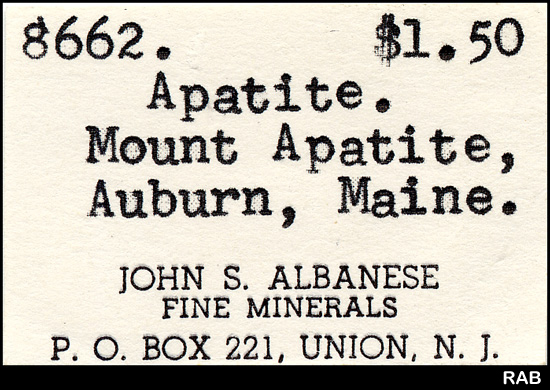 8662. $1.50
Apatite.
Mount Apatite,
Auburn, Maine.
JOHN S. ALBANESE
FINE MINERALS
P. O. BOX 221, UNION, N. J.
RAB